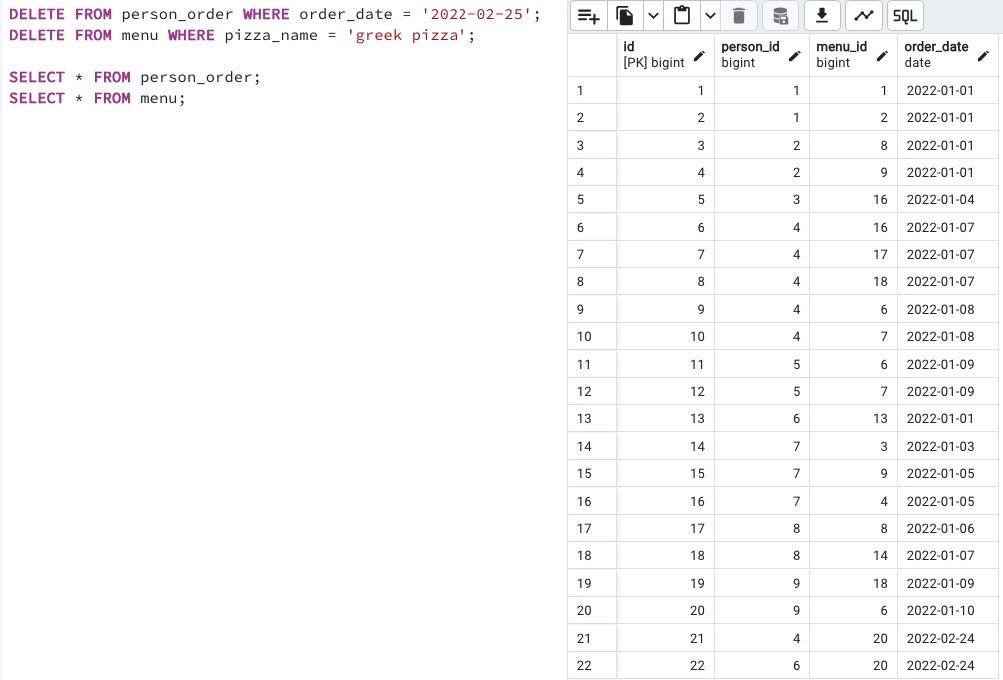 DELETE FROM person_order WHERE order_date = '2022-02-25';
DELETE FROM menu WHERE pizza_name = 'greek pizza';
SELECT * FROM person_order;
SELECT * FROM menu;
SQL
id person_id menu_id order_date
[PK] bigint bigint bigint date
1 1 1 1 2022-01-01
2 2 1 2 2022-01-01
3 3 2 8 2022-01-01
4 4 2 9 2022-01-01
5 5 3 16 2022-01-04
6 6 4 16 2022-01-07
7 7 4 17 2022-01-07
8 8 4 18 2022-01-07
9 9 4 6 2022-01-08
10 10 4 7 2022-01-08
11 11 5 6 2022-01-09
12 12 5 7 2022-01-09
13 13 6 13 2022-01-01
14 14 7 3 2022-01-03
15 15 7 9 2022-01-05
16 16 7 4 2022-01-05
17 17 8 8 2022-01-06
18 18 8 14 2022-01-07
19 19 9 18 2022-01-09
20 20 9 6 2022-01-10
21 21 4 20 2022-02-24
22 22 6 20 2022-02-24